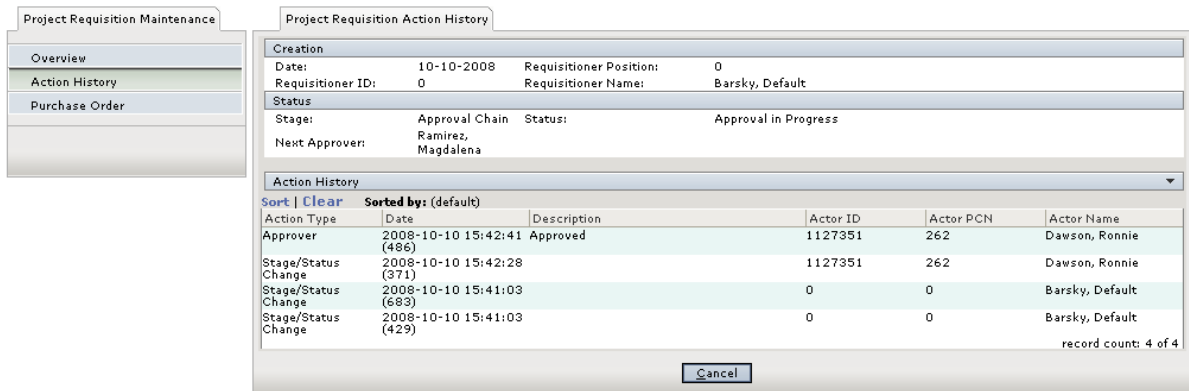 Project Requisition Maintenance
Overview
Action History
Purchase Order
Project Requisition Action History
Creation
Date: 10-10-2008 Requisitioner Position: 0
Requisitioner ID: 0 Requisitioner Name: Barsky, Default
Status
Stage: Approval Chain Status: Approval in Progress
Next Approver: Ramirez,
Magdalena
Action History
Sort | Clear Sorted by: (default)
Action Type Date Description Actor ID Actor PCN Actor Name
Approver 2008-10-10 15:42:41 Approved 1127351 262 Dawson, Ronnie
(486)
Stage/Status 2008-10-10 15:42:28 1127351 262 Dawson, Ronnie
Change (371)
Stage/Status 2008-10-10 15:41:03 0 0 Barsky, Default
Change (683)
Stage/Status 2008-10-10 15:41:03 0 0 Barsky, Default
Change (429)
record count: 4 of 4
Cancel